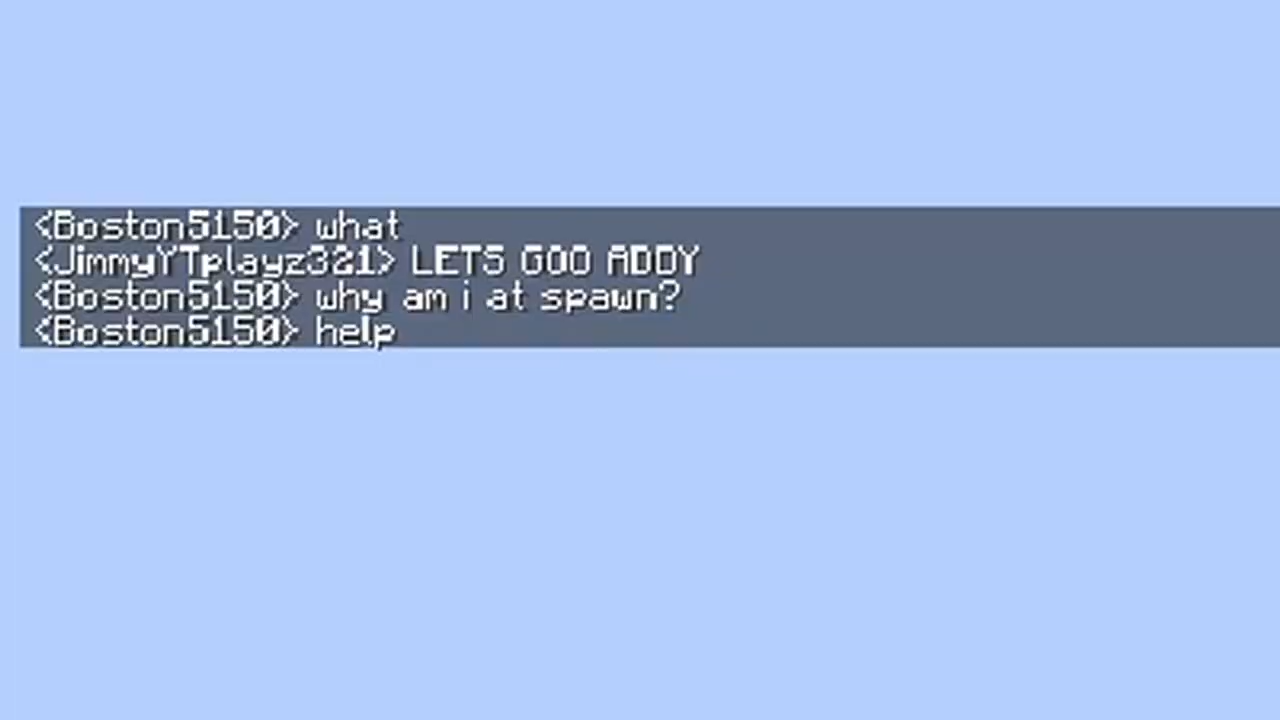 <Boston5150> what
<JimmyYTplayz321> LETS GOO ADDY
<Boston5150> why am i at spawn?
<Boston5150> help